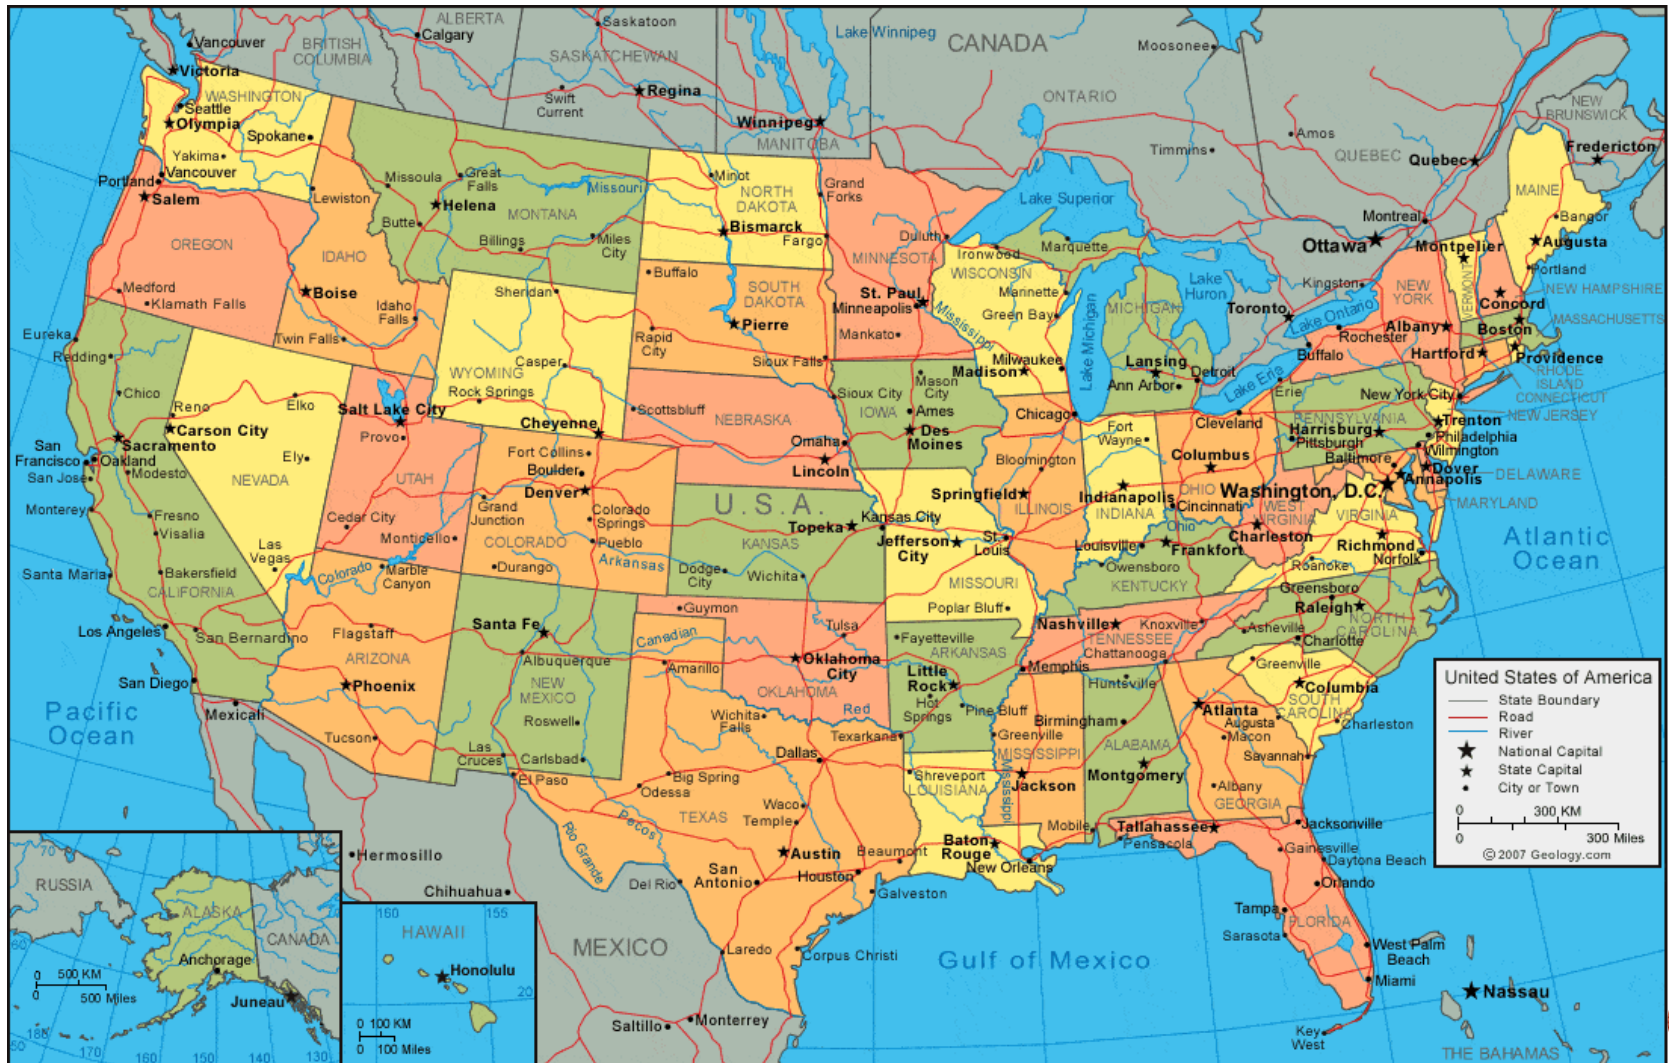 ALBERTA
Calgary
Saskatoon
SASKATCHEWAN
Lake Winnipeg
CANADA
Moosonee
Vancouver
BRITISH
COLUMBIA
Victoria
Swift
Current
Regina
Winnipeg
MANITOBA
ONTARIO
Amos
Timmins
QUEBEC
Quebec
NEW
BRUNSWICK
Fredericton
WASHINGTON
Seattle
Olympia
Spokane
Yakima
Vancouver
Portland
Salem
OREGON
Medford
Klamath Falls
Lewiston
IDAHO
Boise
Idaho
Falls
Twin Falls
Missoula
Great
Falls
Helena
Butte
MONTANA
Billings
Miles
City
Missouri
Minot
NORTH
DAKOTA
Bismarck
Fargo
Grand
Forks
Duluth
MINNESOTA
St. Paul
Minneapolis
Mankato
Buffalo
SOUTH
DAKOTA
Pierre
Rapid
City
Sioux Falls
Sheridan
Casper
WYOMING
Rock Springs
Cheyenne
Scottsbluff
NEBRASKA
Omaha
Lincoln
Lake Superior
Ironwood
Marquette
WISCONSIN
Marinette
Green Bay
Mississippi
Milwaukee
Madison
Lake Michigan
MICHIGAN
Lake
Huron
Lansing
Ann Arbor
Detroit
Toronto
Kingston
Ottawa
Montreal
Montpelier
VERMONT
MAINE
Bangor
Augusta
Portland
NEW HAMPSHIRE
Concord
MASSACHUSETTS
Boston
Providence
RHODE
ISLAND
CONNECTICUT
Hartford
NEW
YORK
Albany
Lake Ontario
Rochester
Buffalo
Lake Erie
Erie
New York City
NEW JERSEY
Trenton
Philadelphia
Wilmington
PENNSYLVANIA
Harrisburg
Pittsburgh
Baltimore
Dover
Annapolis
DELAWARE
MARYLAND
Washington, D.C.
Eureka
Redding
Chico
Reno
Carson City
Sacramento
San
Francisco
Oakland
San Jose
Modesto
Monterey
Fresno
Visalia
Santa Maria
Bakersfield
CALIFORNIA
Los Angeles
San Bernardino
San Diego
Mexicali
Elko
Ely
NEVADA
Las
Vegas
Salt Lake City
Provo
UTAH
Cedar City
Monticello
Colorado
Marble
Canyon
Fort Collins
Boulder
Denver
Grand
Junction
Colorado
Springs
COLORADO
Pueblo
Durango
Arkansas
U.S.A.
Topeka
KANSAS
Dodge
City
Wichita
Sioux City
Mason
City
IOWA
Ames
Des
Moines
Chicago
Bloomington
Springfield
ILLINOIS
Fort
Wayne
Indianapolis
INDIANA
Cleveland
Columbus
OHIO
Cincinnati
Ohio
WEST
VIRGINIA
Charleston
VIRGINIA
Richmond
Norfolk
Roanoke
Kansas City
Jefferson
City
St.
Louis
MISSOURI
Poplar Bluff
Louisville
Frankfort
Owensboro
KENTUCKY
Greensboro
Raleigh
NORTH
CAROLINA
Asheville
Charlotte
Nashville
Knoxville
TENNESSEE
Chattanooga
Memphis
Flagstaff
ARIZONA
Phoenix
Tucson
Santa Fe
Albuquerque
NEW
MEXICO
Roswell
Las
Cruces
Carlsbad
El Paso
Guymon
Canadian
Amarillo
Tulsa
Oklahoma
City
OKLAHOMA
Red
Wichita
Falls
Texarkana
Dallas
Big Spring
Odessa
TEXAS
Waco
Temple
Pecos
Rio Grande
Austin
Beaumont
San
Antonio
Houston
Del Rio
Galveston
Laredo
Corpus Christi
Fayetteville
ARKANSAS
Little
Rock
Hot
Springs
Pine Bluff
Greenville
MISSISSIPPI
Mississippi
Jackson
Shreveport
LOUISIANA
Baton
Rouge
New Orleans
Huntsville
Birmingham
ALABAMA
Montgomery
Mobile
Greenville
Columbia
SOUTH
CAROLINA
Charleston
Atlanta
Augusta
Macon
Savannah
Albany
GEORGIA
Tallahassee
Pensacola
Jacksonville
Gainesville
Daytona Beach
Orlando
Tampa
FLORIDA
Sarasota
West Palm
Beach
Miami
Key
West
Nassau
THE BAHAMAS
Pacific
Ocean
Atlantic
Ocean
Gulf of Mexico
MEXICO
Hermosillo
Chihuahua
Saltillo
Monterrey
United States of America
State Boundary
Road
River
National Capital
State Capital
City or Town
0 300 KM
0 300 Miles
©2007 Geology.com
70
RUSSIA
ALASKA
CANADA
60
Anchorage
Juneau
0 500 KM
0 500 Miles
50
180
170
160
150
140
130
160
155
HAWAII
Honolulu
20
0 100 KM
0 100 Miles